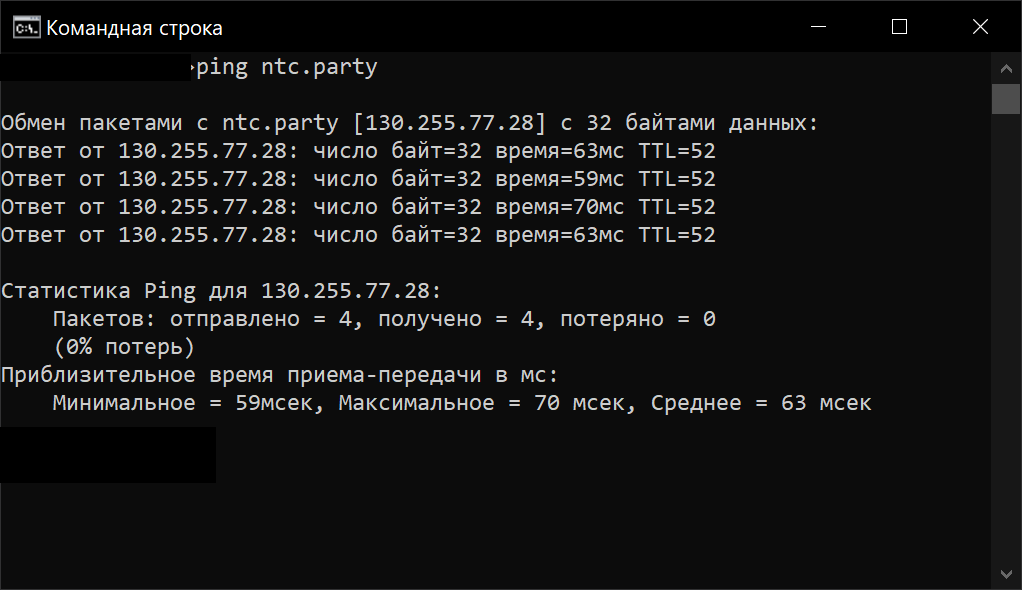 Командная строка
ping ntc.party
Обмен пакетами с ntc.party [130.255.77.28] с 32 байтами данных:
Ответ от 130.255.77.28: число байт=32 время=63мс TTL=52
Ответ от 130.255.77.28: число байт=32 время=59мс TTL=52
Ответ от 130.255.77.28: число байт=32 время=70мс TTL=52
Ответ от 130.255.77.28: число байт=32 время=63мс TTL=52
Статистика Ping для 130.255.77.28:
Пакетов: отправлено = 4, получено = 4, потеряно = 0
(0% потерь)
Приблизительное время приема-передачи в мс:
Минимальное = 59мсек, Максимальное = 70 мсек, Среднее = 63 мсек